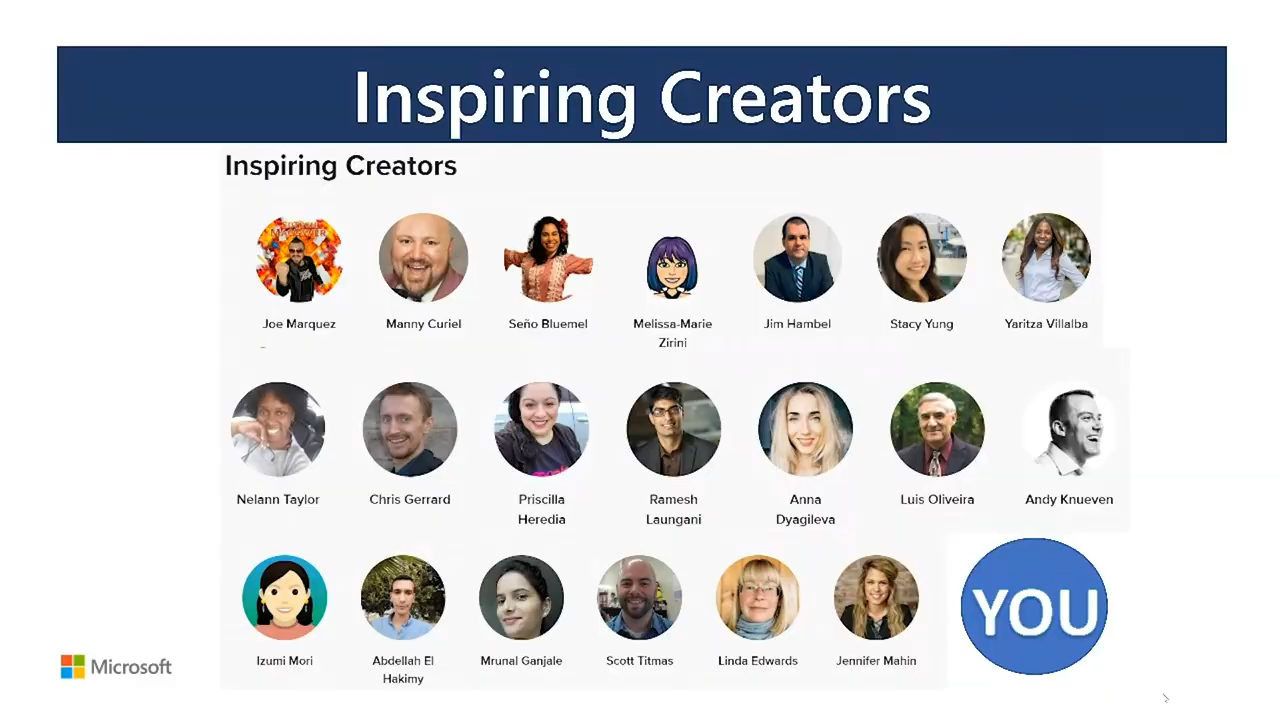 Inspiring Creators
Inspiring Creators
Joe Marquez
Manny Curiel
Seño Bluemel
Melissa-Marie
Zirini
Jim Hambel
Stacy Yung
Yaritza Villalba
Nelann Taylor
Chris Gerrard
Priscilla
Heredia
Ramesh
Laungani
Anna
Dyagileva
Luis Oliveira
Andy Knueven
Izumi Mori
Abdellah El
Hakimy
Mrunal Ganjale
Scott Titmas
Linda Edwards
Jennifer Mahin
YOU
Microsoft